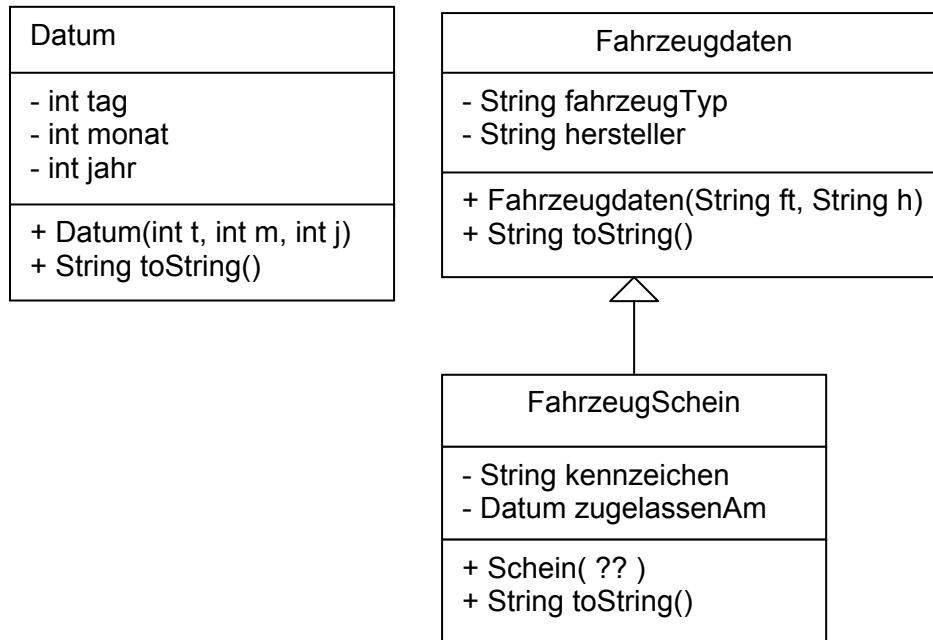 Datum
- int tag
- int monat
- int jahr
+ Datum(int t, int m, int j)
+ String toString()
Fahrzeugdaten
- String fahrzeugTyp
- String hersteller
+ Fahrzeugdaten(String ft, String h)
+ String toString()
FahrzeugSchein
- String kennzeichen
- Datum zugelassenAm
+ Schein( ?? )
+ String toString()